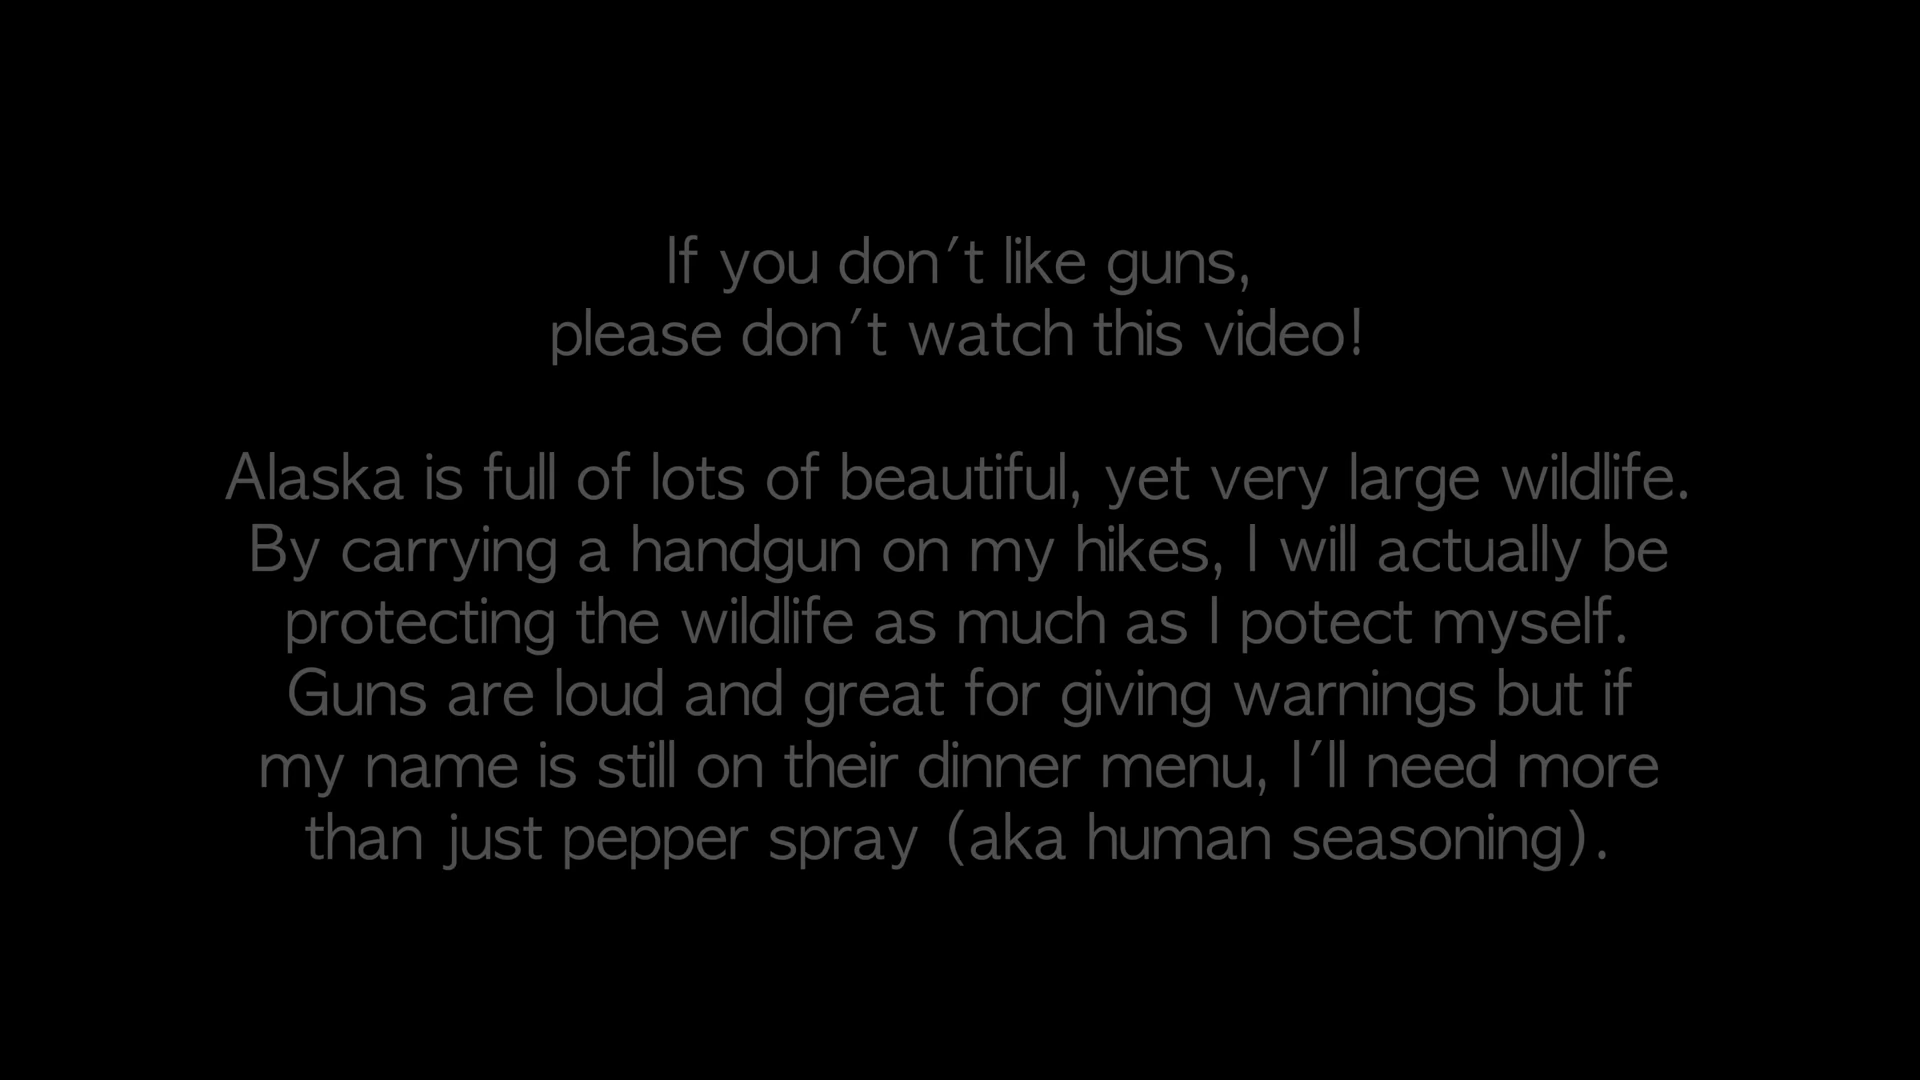 If you don't like guns,
please don't watch this video!
Alaska is full of lots of beautiful, yet very large wildlife.
By carrying a handgun on my hikes, I will actually be
protecting the wildlife as much as I potect myself.
Guns are loud and great for giving warnings but if
my name is still on their dinner menu, I'll need more
than just pepper spray (aka human seasoning).